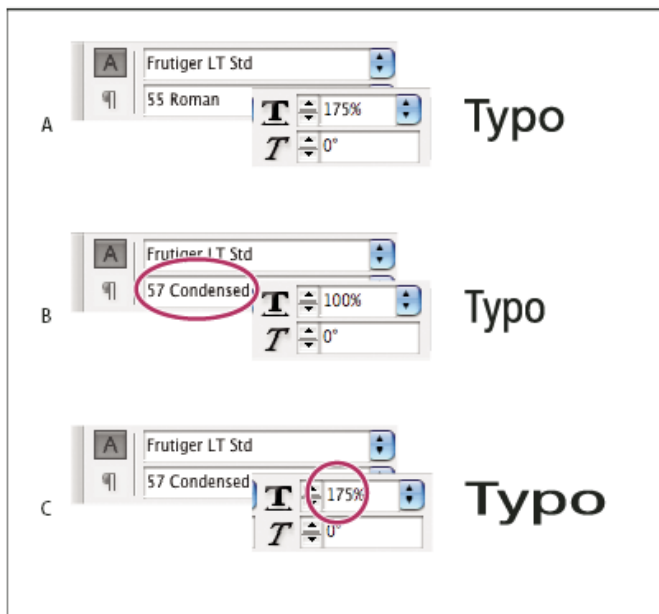 A
Frutiger LT Std
¶
55 Roman
T
175%
T
0°
A
Typo
A
Frutiger LT Std
¶
57 Condensed
T
100%
T
0°
B
Typo
A
Frutiger LT Std
¶
57 Condensed
T
175%
T
0°
C
Typo